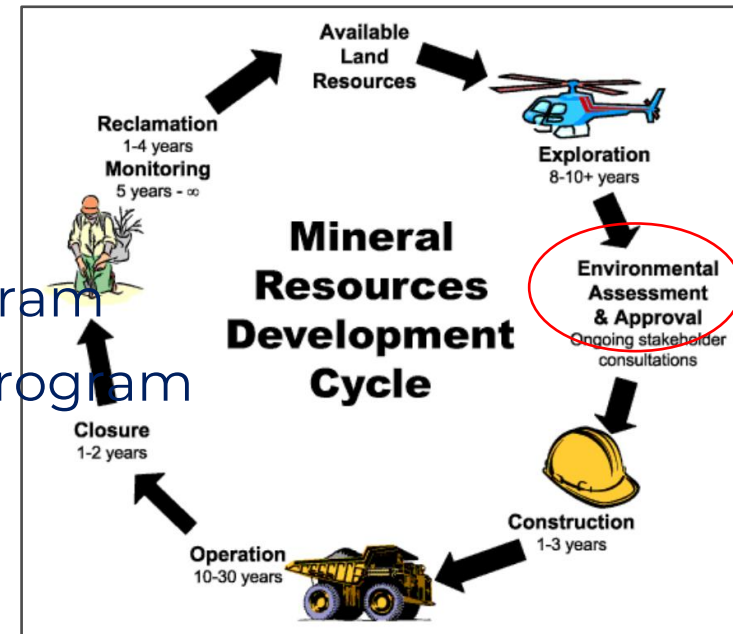 Available
Land
Resources
Exploration
8-10+ years
Environmental
Assessment
& Approval
Ongoing stakeholder
consultations
Construction
1-3 years
Operation
10-30 years
Closure
1-2 years
Reclamation
1-4 years
Monitoring
5 years - ∞
Mineral
Resources
Development
Cycle
ram
rogram